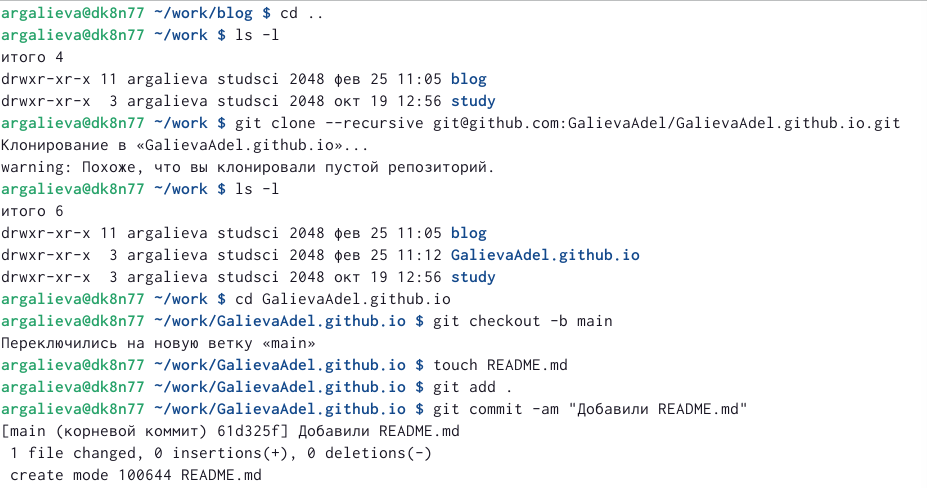 argalieva@dk8n77 ~/work/blog $ cd ..
argalieva@dk8n77 ~/work $ ls -l
итого 4
drwxr-xr-x 11 argalieva studsci 2048 фев 25 11:05 blog
drwxr-xr-x  3 argalieva studsci 2048 окт 19 12:56 study
argalieva@dk8n77 ~/work $ git clone --recursive git@github.com:GalievaAdel/GalievaAdel.github.io.git
Клонирование в «GalievaAdel.github.io»...
warning: Похоже, что вы клонировали пустой репозиторий.
argalieva@dk8n77 ~/work $ ls -l
итого 6
drwxr-xr-x 11 argalieva studsci 2048 фев 25 11:05 blog
drwxr-xr-x  3 argalieva studsci 2048 фев 25 11:12 GalievaAdel.github.io
drwxr-xr-x  3 argalieva studsci 2048 окт 19 12:56 study
argalieva@dk8n77 ~/work $ cd GalievaAdel.github.io
argalieva@dk8n77 ~/work/GalievaAdel.github.io $ git checkout -b main
Переключились на новую ветку «main»
argalieva@dk8n77 ~/work/GalievaAdel.github.io $ touch README.md
argalieva@dk8n77 ~/work/GalievaAdel.github.io $ git add .
argalieva@dk8n77 ~/work/GalievaAdel.github.io $ git commit -am "Добавили README.md"
[main (корневой коммит) 61d325f] Добавили README.md
 1 file changed, 0 insertions(+), 0 deletions(-)
 create mode 100644 README.md